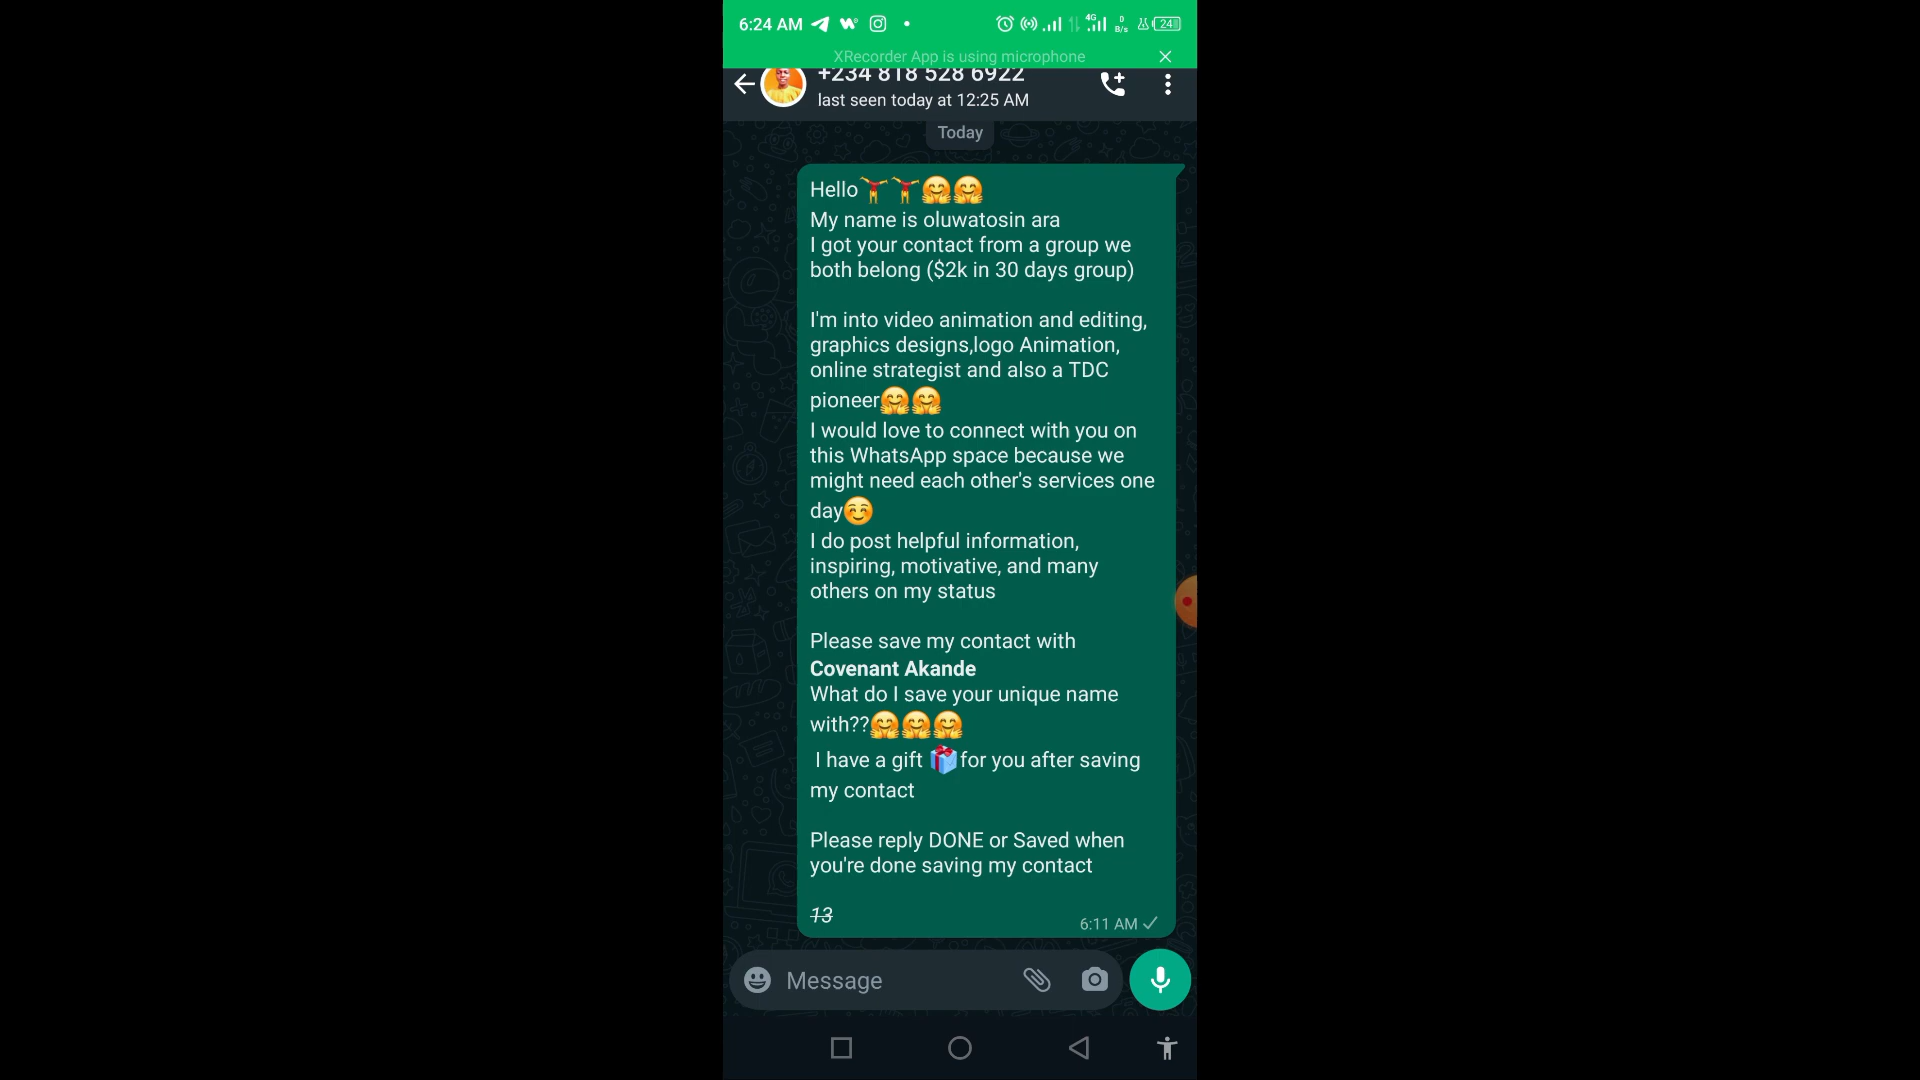 6:24 AM
4G
D
B/s
24
XRecorder App is using microphone
+234 818 528 6922
last seen today at 12:25 AM
Today
Hello
My name is oluwatosin ara
I got your contact from a group we
both belong ($2k in 30 days group)
I'm into video animation and editing,
graphics designs,logo Animation,
online strategist and also a TDC
pioneer🤗🤗
I would love to connect with you on
this WhatsApp space because we
might need each other's services one
day☺️
I do post helpful information,
inspiring, motivative, and many
others on my status
Please save my contact with
Covenant Akande
What do I save your unique name
with??🤗🤗🤗
I have a gift 🎁for you after saving
my contact
Please reply DONE or Saved when
you're done saving my contact
13
6:11 AM
Message